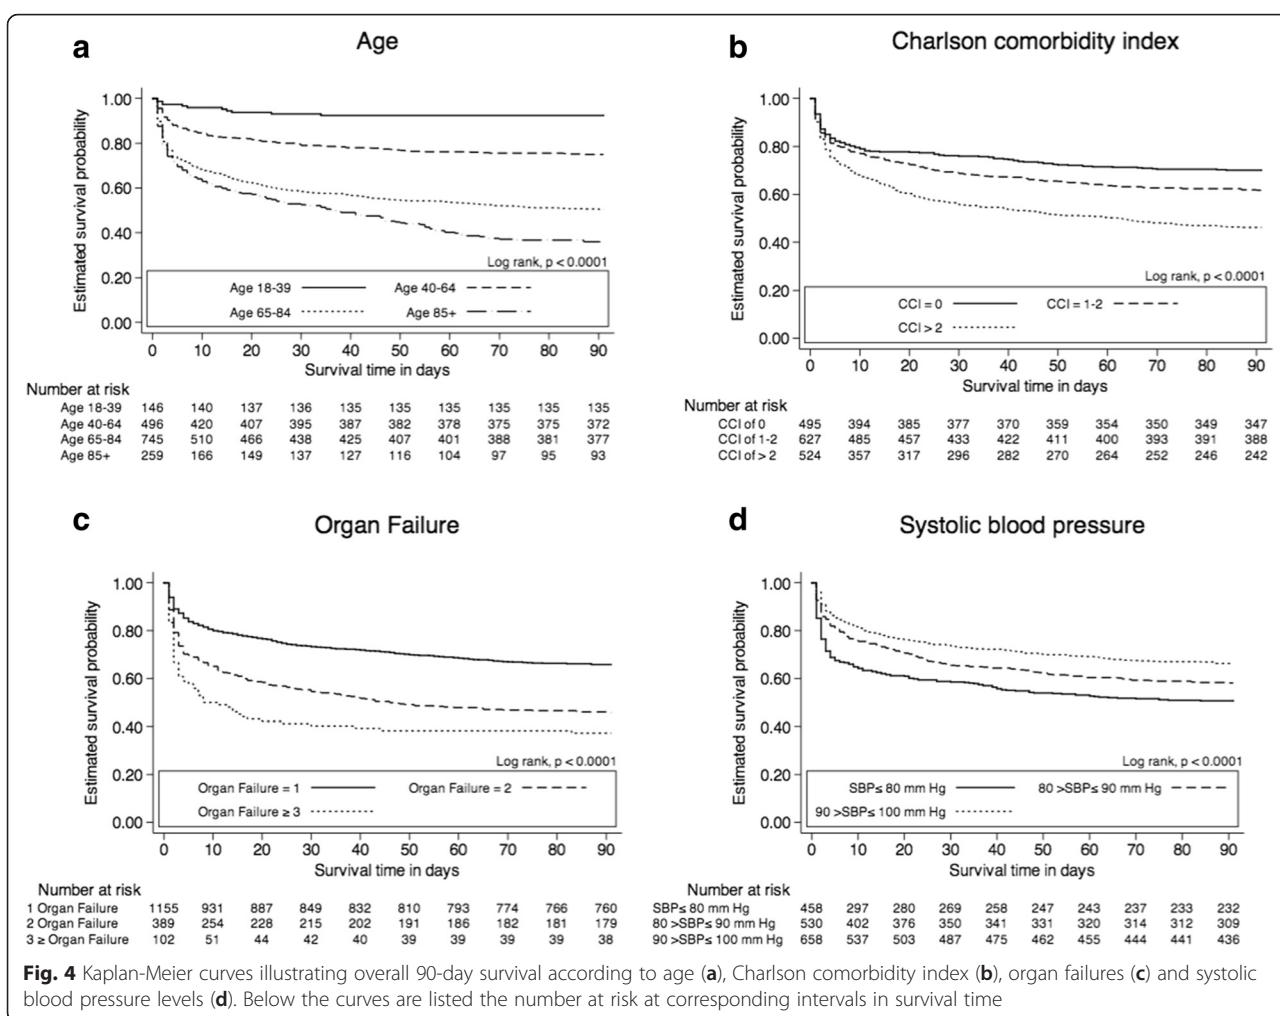 a
Age
Estimated survival probability
1.00
0.80
0.60
0.40
0.20
0.00
Log rank, p < 0.0001
Age 18-39
Age 40-64
Age 65-84
Age 85+
0 10 20 30 40 50 60 70 80 90
Survival time in days
Number at risk
Age 18-39 146 140 137 136 135 135 135 135 135 135
Age 40-64 496 420 407 395 387 382 378 375 375 372
Age 65-84 745 510 466 438 425 407 401 388 381 377
Age 85+ 259 166 149 137 127 116 104 97 95 93
b
Charlson comorbidity index
Estimated survival probability
1.00
0.80
0.60
0.40
0.20
0.00
Log rank, p < 0.0001
CCI = 0
CCI = 1-2
CCI > 2
0 10 20 30 40 50 60 70 80 90
Survival time in days
Number at risk
CCI of 0 495 394 385 377 370 359 354 350 349 347
CCI of 1-2 627 485 457 433 422 411 400 393 391 388
CCI of > 2 524 357 317 296 282 270 264 252 246 242
c
Organ Failure
Estimated survival probability
1.00
0.80
0.60
0.40
0.20
0.00
Log rank, p < 0.0001
Organ Failure = 1
Organ Failure = 2
Organ Failure ≥ 3
0 10 20 30 40 50 60 70 80 90
Survival time in days
Number at risk
1 Organ Failure 1155 931 887 849 832 810 793 774 766 760
2 Organ Failure 389 254 228 215 202 191 186 182 181 179
3 ≥ Organ Failure 102 51 44 42 40 39 39 39 39 38
d
Systolic blood pressure
Estimated survival probability
1.00
0.80
0.60
0.40
0.20
0.00
Log rank, p < 0.0001
SBP≤ 80 mm Hg
80 >SBP≤ 90 mm Hg
90 >SBP≤ 100 mm Hg
0 10 20 30 40 50 60 70 80 90
Survival time in days
Number at risk
SBP≤ 80 mm Hg 458 297 280 269 258 247 243 237 233 232
80 >SBP≤ 90 mm Hg 530 402 376 350 341 331 320 314 312 309
90 >SBP≤ 100 mm Hg 658 537 503 487 475 462 455 444 441 436
Fig. 4 Kaplan-Meier curves illustrating overall 90-day survival according to age (a), Charlson comorbidity index (b), organ failures (c) and systolic
blood pressure levels (d). Below the curves are listed the number at risk at corresponding intervals in survival time